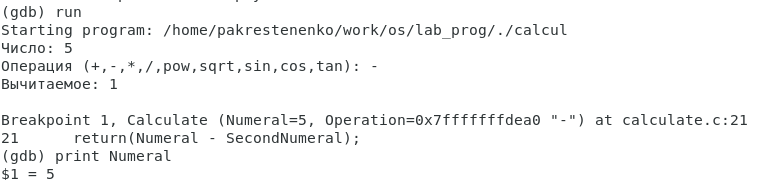 (gdb) run
Starting program: /home/pakrestenenko/work/os/lab_prog/./calcul
Число: 5
Операция (+,-,*,/,pow,sqrt,sin,cos,tan): -
Вычитаемое: 1
Breakpoint 1, Calculate (Numeral=5, Operation=0x7fffffffdea0 "-") at calculate.c:21
21      return(Numeral - SecondNumeral);
(gdb) print Numeral
$1 = 5